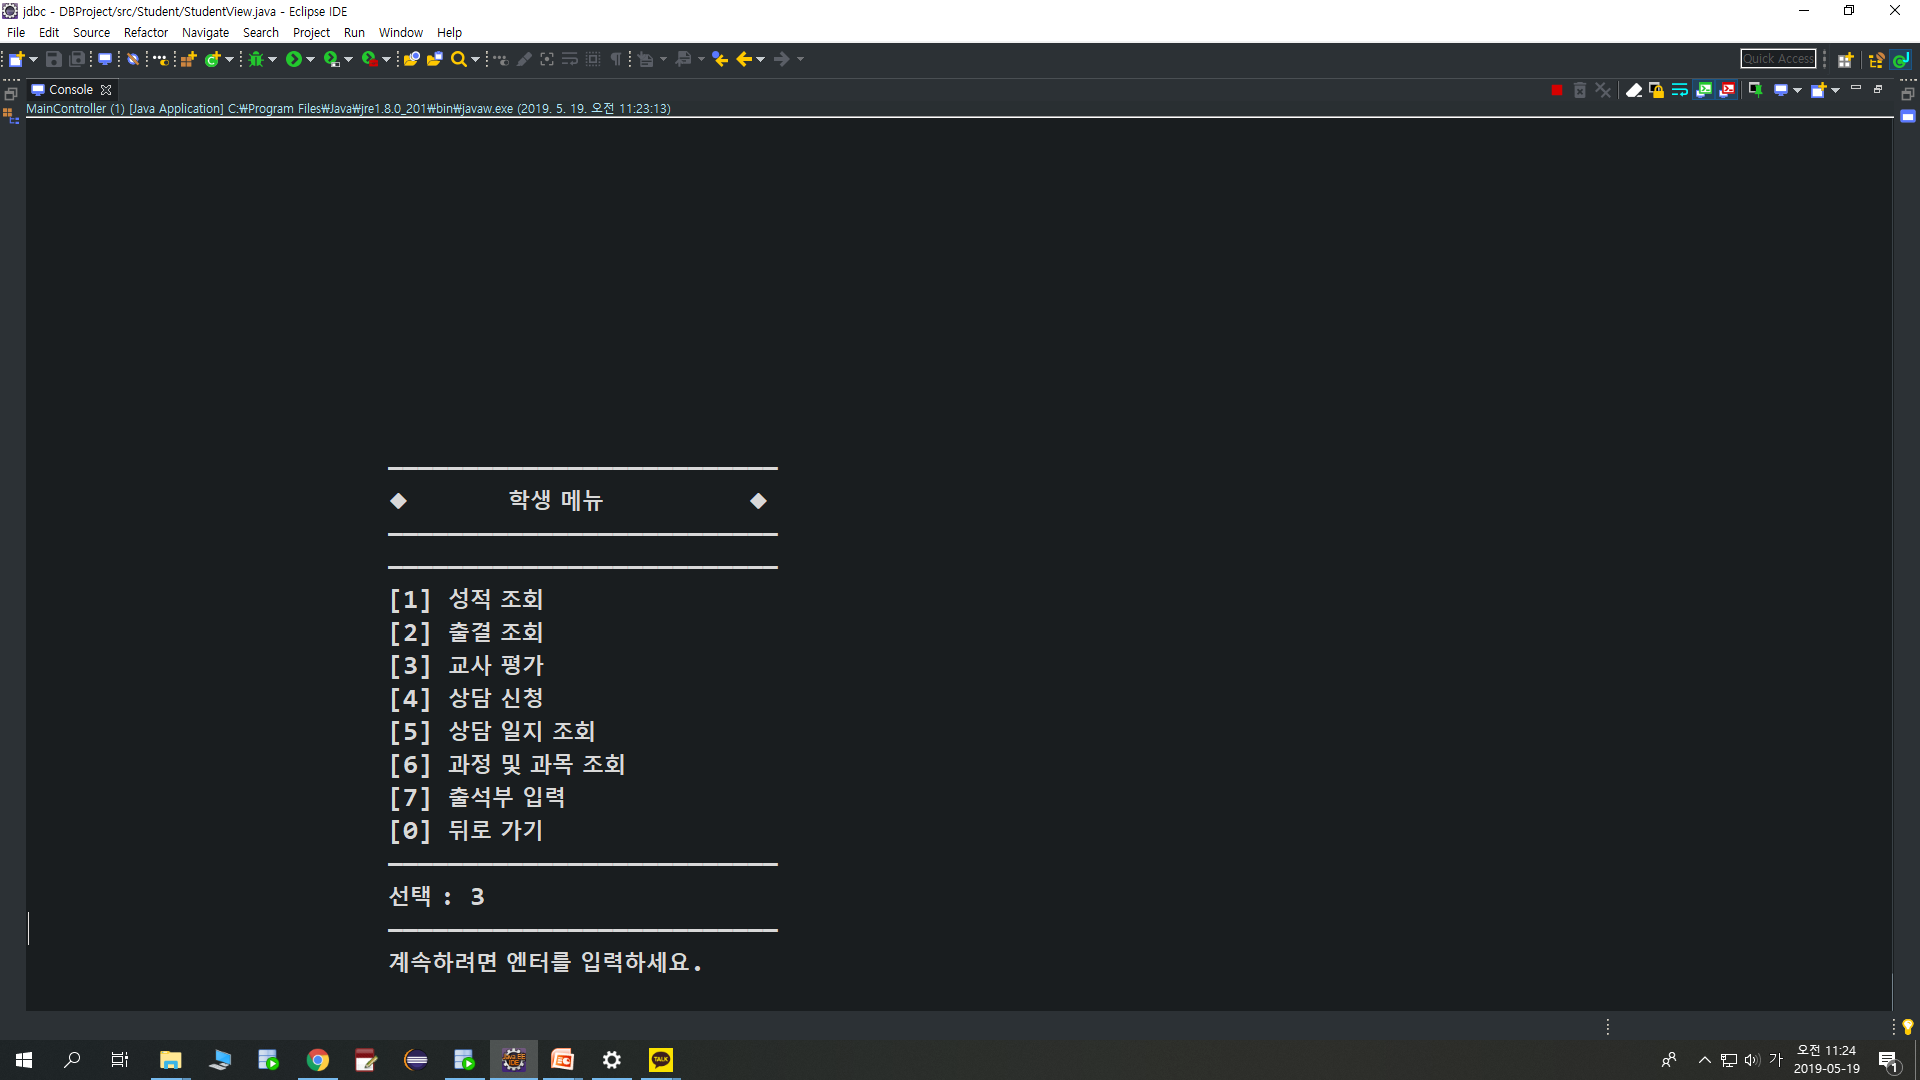 jdbc - DBProject/src/Student/StudentView.java - Eclipse IDE
File Edit Source Refactor Navigate Search Project Run Window Help
Quick Access
Console
MainController (1) [Java Application] C:₩Program Files₩Java₩jre1.8.0_201₩bin₩javaw.exe (2019. 5. 19. 오전 11:23:13)
◆ 학생 메뉴 ◆
[1] 성적 조회
[2] 출결 조회
[3] 교사 평가
[4] 상담 신청
[5] 상담 일지 조회
[6] 과정 및 과목 조회
[7] 출석부 입력
[0] 뒤로 가기
선택 : 3
계속하려면 엔터를 입력하세요.
TALK
가
오전 11:24
2019-05-19
1